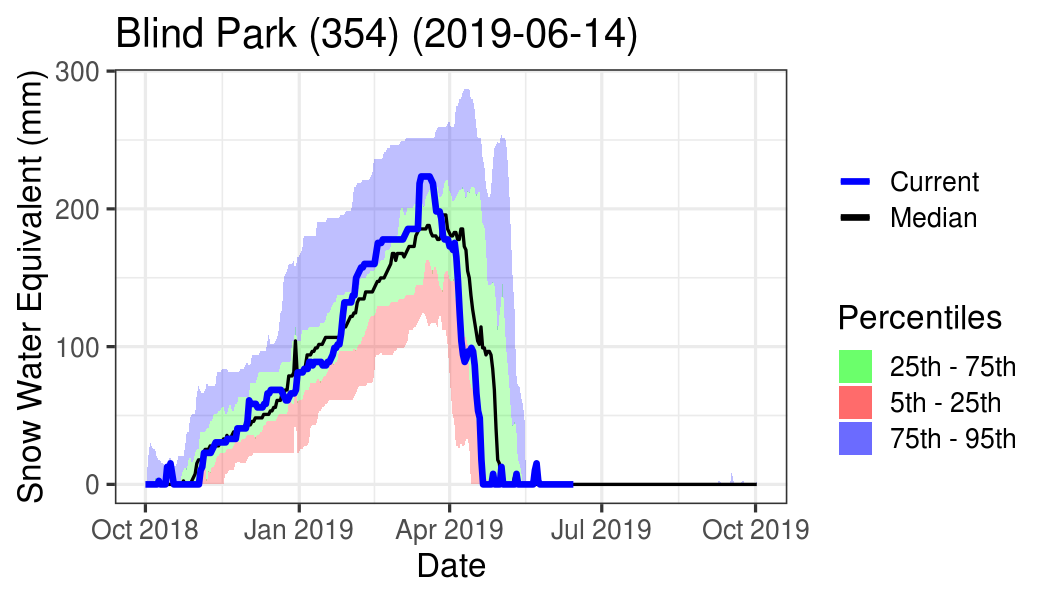 Blind Park (354) (2019-06-14)
Snow Water Equivalent (mm)
300
200
100
0
Oct 2018
Jan 2019
Apr 2019
Jul 2019
Oct 2019
Date
Current
Median
Percentiles
25th - 75th
5th - 25th
75th - 95th